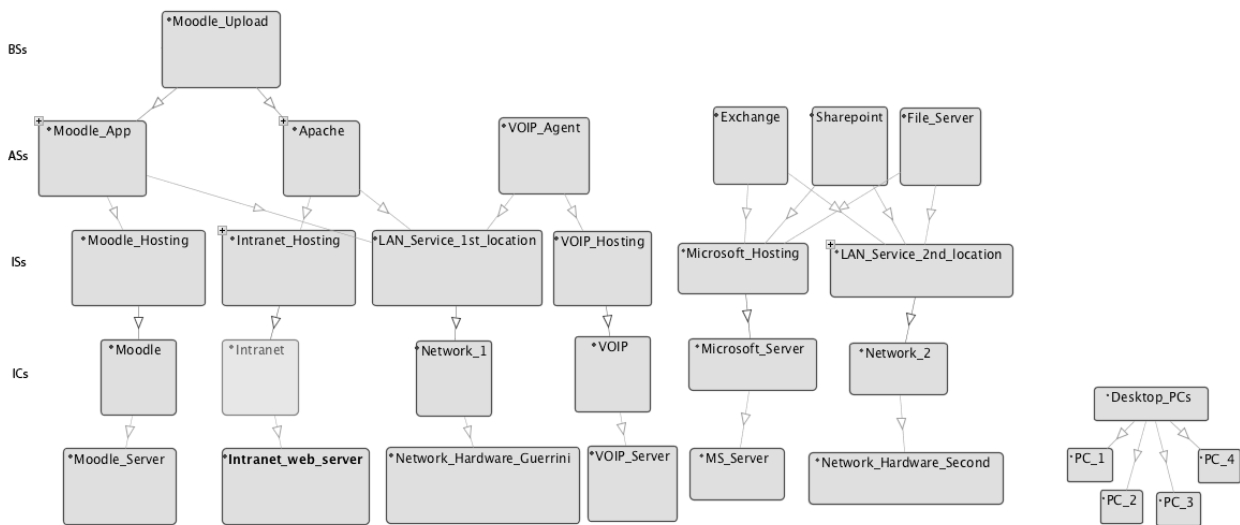 Moodle_Upload
BSs
Moodle_App
Apache
VOIP_Agent
Exchange
Sharepoint
File_Server
ASs
Moodle_Hosting
Intranet_Hosting
LAN_Service_1st_location
VOIP_Hosting
Microsoft_Hosting
LAN_Service_2nd_location
ISs
Moodle
Intranet
Network_1
VOIP
Microsoft_Server
Network_2
ICs
Desktop_PCs
Moodle_Server
Intranet_web_server
Network_Hardware_Guerrini
VOIP_Server
MS_Server
Network_Hardware_Second
PC_1
PC_4
PC_2
PC_3